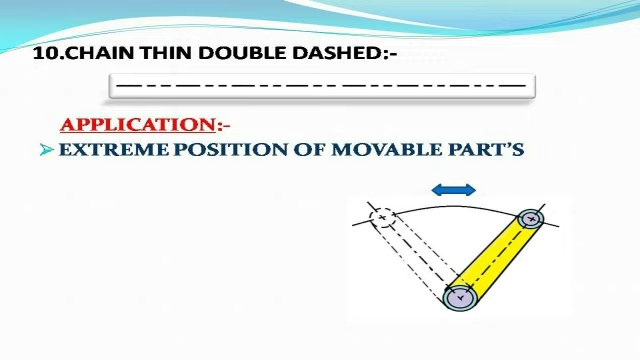 10.CHAIN THIN DOUBLE DASHED:-
APPLICATION:-
EXTREME POSITION OF MOVABLE PART'S